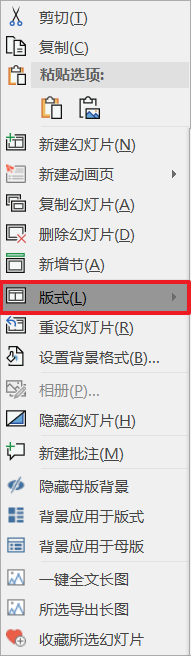 剪切(T)
复制(C)
粘贴选项:
新建幻灯片(N)
新建动画页
复制幻灯片(A)
删除幻灯片(D)
新增节(A)
版式(L)
重设幻灯片(R)
设置背景格式(B)...
相册(P)...
隐藏幻灯片(H)
新建批注(M)
隐藏母版背景
背景应用于版式
背景应用于母版
一键全文长图
所选导出长图
收藏所选幻灯片